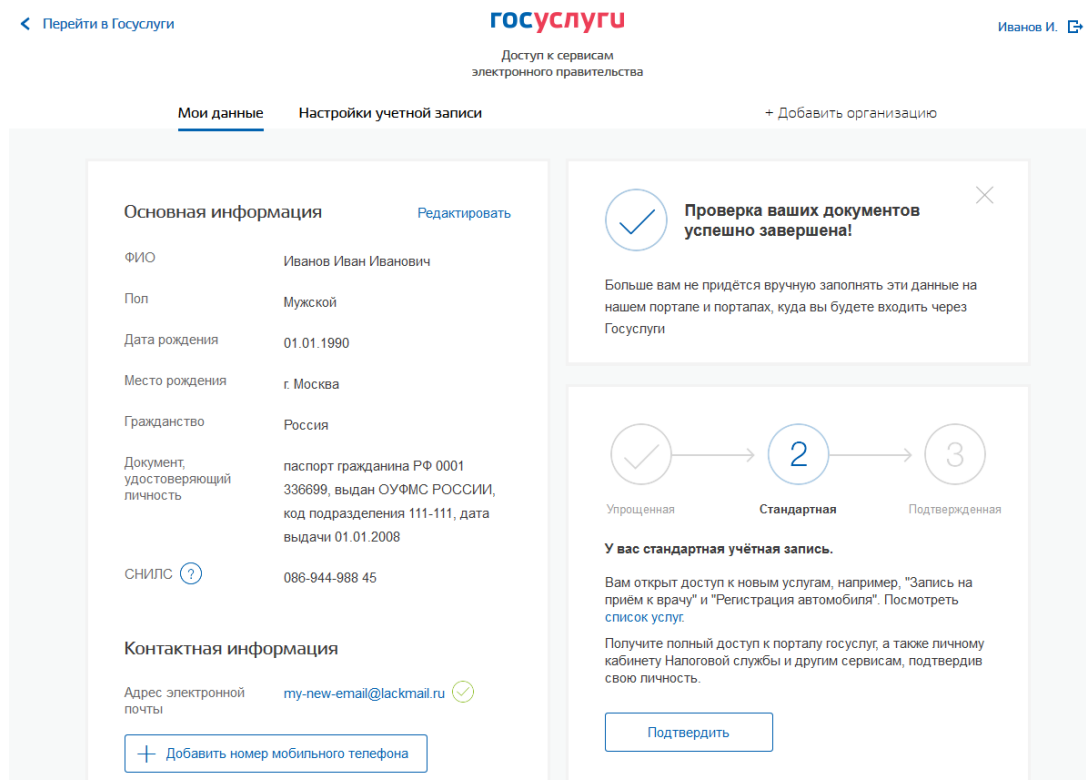 Перейти в Госуслуги
госуслуги
Иванов И.
Доступ к сервисам
электронного правительства
Мои данные
Настройки учетной записи
+ Добавить организацию
Основная информация
Редактировать
ФИО
Иванов Иван Иванович
Пол
Мужской
Дата рождения
01.01.1990
Место рождения
г. Москва
Гражданство
Россия
Документ,
удостоверяющий
личность
паспорт гражданина РФ 0001
336699, выдан ОУФМС РОССИИ,
код подразделения 111-111, дата
выдачи 01.01.2008
СНИЛС ?
086-944-988 45
Контактная информация
Адрес электронной
почты
my-new-email@lackmail.ru
+ Добавить номер мобильного телефона
Проверка ваших документов
успешно завершена!
Больше вам не придётся вручную заполнять эти данные на
нашем портале и порталах, куда вы будете входить через
Госуслуги
2
3
Упрощенная
Стандартная
Подтвержденная
У вас стандартная учётная запись.
Вам открыт доступ к новым услугам, например, "Запись на
приём к врачу" и "Регистрация автомобиля". Посмотреть
список услуг.
Получите полный доступ к порталу госуслуг, а также личному
кабинету Налоговой службы и другим сервисам, подтвердив
свою личность.
Подтвердить